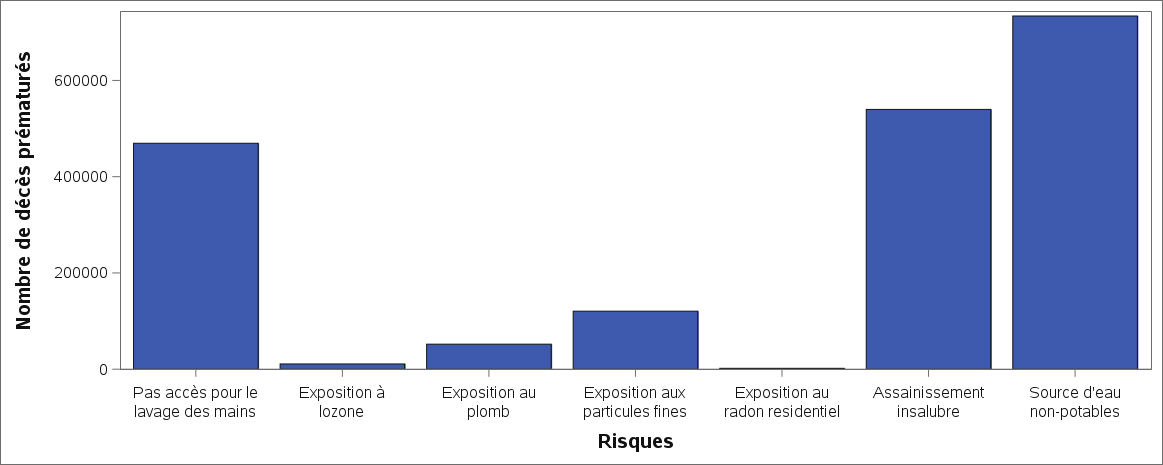 Nombre de décès prématurés
600000
400000
200000
0
Pas accès pour le
lavage des mains
Exposition à
lozone
Exposition au
plomb
Exposition aux
particules fines
Exposition au
radon residentiel
Assainissement
insalubre
Source d'eau
non-potables
Risques